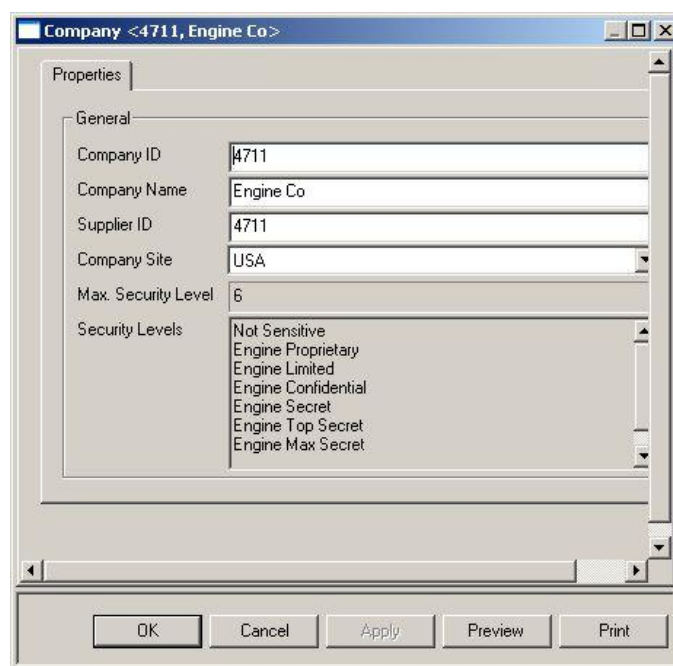 Company <4711, Engine Co>
Properties
General
Company ID 4711
Company Name Engine Co
Supplier ID 4711
Company Site USA
Max. Security Level 6
Security Levels Not Sensitive
Engine Proprietary
Engine Limited
Engine Confidential
Engine Secret
Engine Top Secret
Engine Max Secret
OK Cancel Apply Preview Print